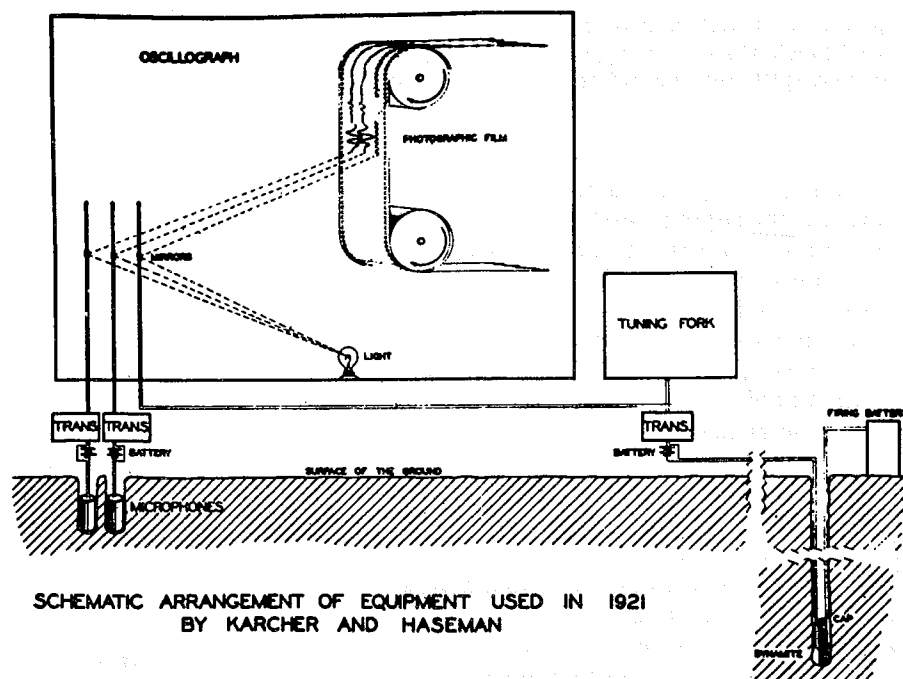 OSCILLOGRAPH
PHOTOGRAPHIC FILM
MIRRORS
LIGHT
TUNING FORK
TRANS.
TRANS.
TRANS.
FIRING BATTERY
BATTERY
BATTERY
SURFACE OF THE GROUND
MICROPHONES
CAP
DYNAMITE
SCHEMATIC ARRANGEMENT OF EQUIPMENT USED IN 1921
BY KARCHER AND HASEMAN